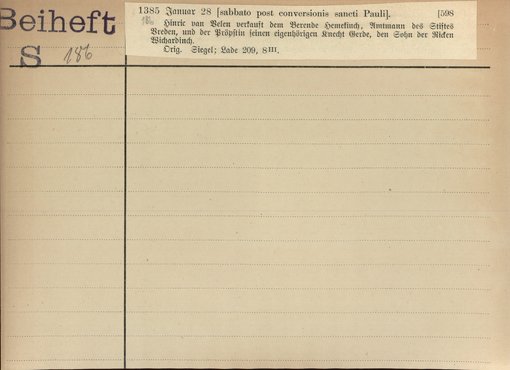 Beiheft
S 186
1385 Januar 28 [sabbato post conversionis sancti Pauli]. [598
186 Hinric van Velen verkauft dem Berende Hemekinch, Amtmann des Stiftes
Vreden, und der Pröpstin seinen eigenhörigen Knecht Gerde, den Sohn der Ricken
Wichardinch.
Orig. Siegel; Lade 209, 8III.